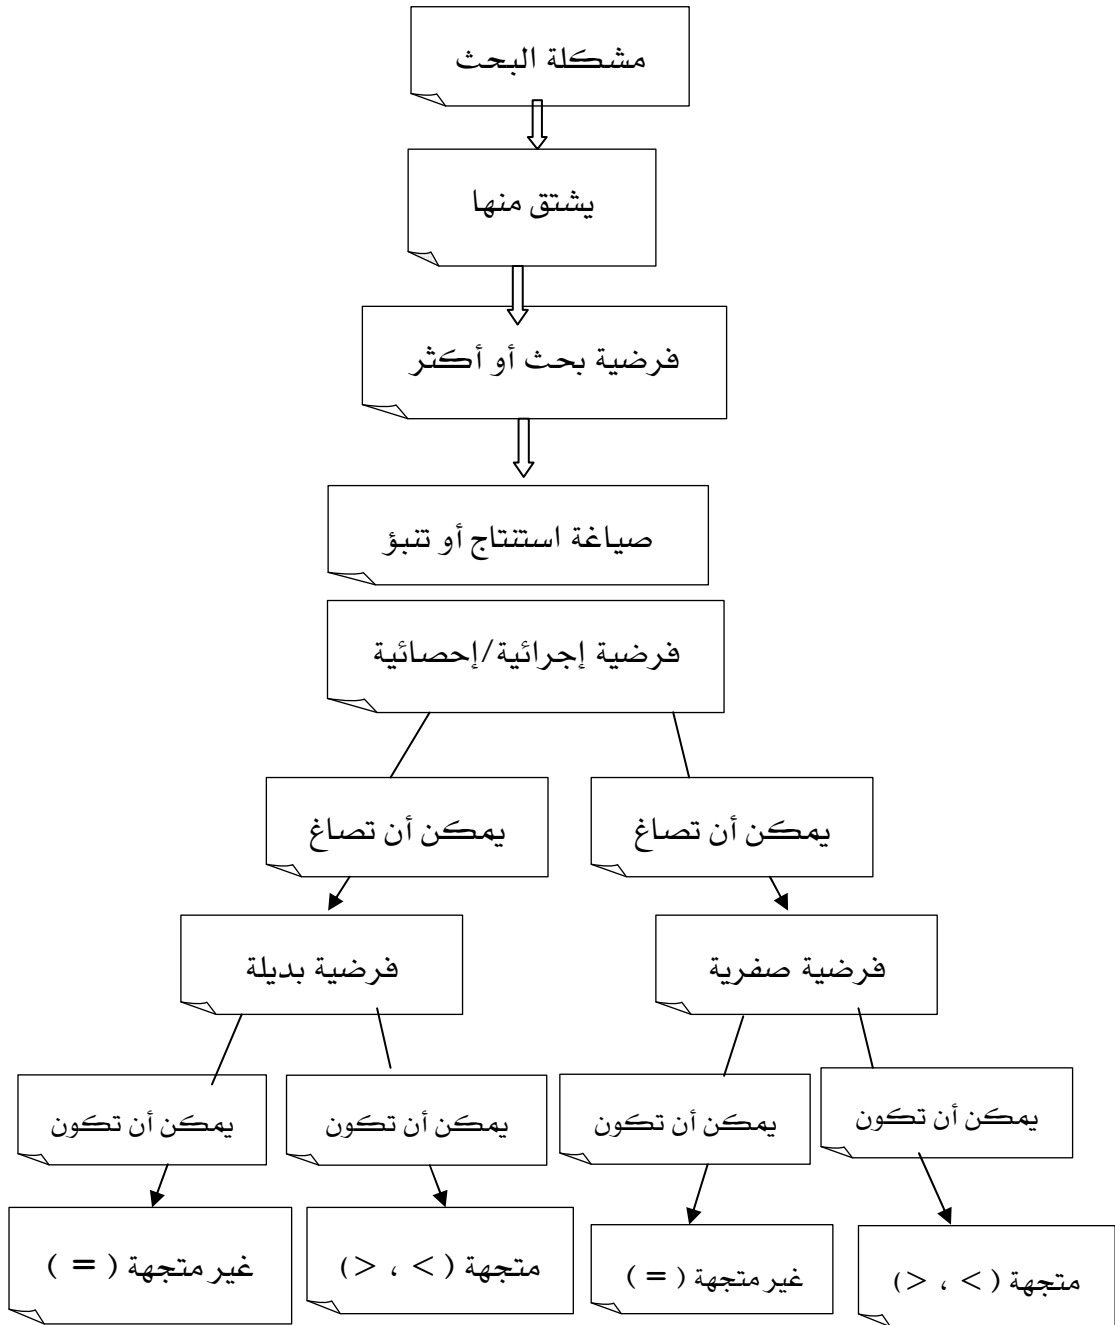 مشكلة البحث
يشتق منها
فرضية بحث أو أكثر
صياغة استنتاج أو تنبؤ
فرضية إجرائية/إحصائية
يمكن أن تصاغ
يمكن أن تصاغ
فرضية صفرية
فرضية بديلة
يمكن أن تكون
يمكن أن تكون
يمكن أن تكون
يمكن أن تكون
متجهة ( > ، < )
غير متجهة ( = )
متجهة ( > ، < )
غير متجهة ( = )